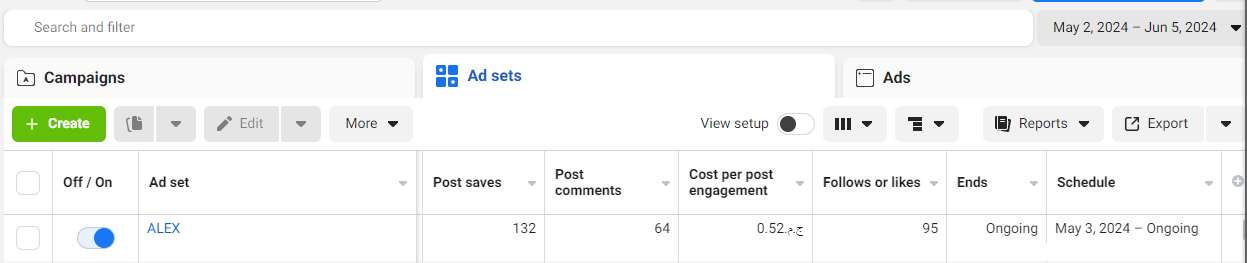 Search and filter
May 2, 2024 – Jun 5, 2024
Campaigns
Ad sets
Ads
+ Create
Edit
More
View setup
Reports
Export
Off / On
Ad set
Post saves
Post
comments
Cost per post
engagement
Follows or likes
Ends
Schedule
ALEX
132
64
ج.م.0.52
95
Ongoing
May 3, 2024 – Ongoing